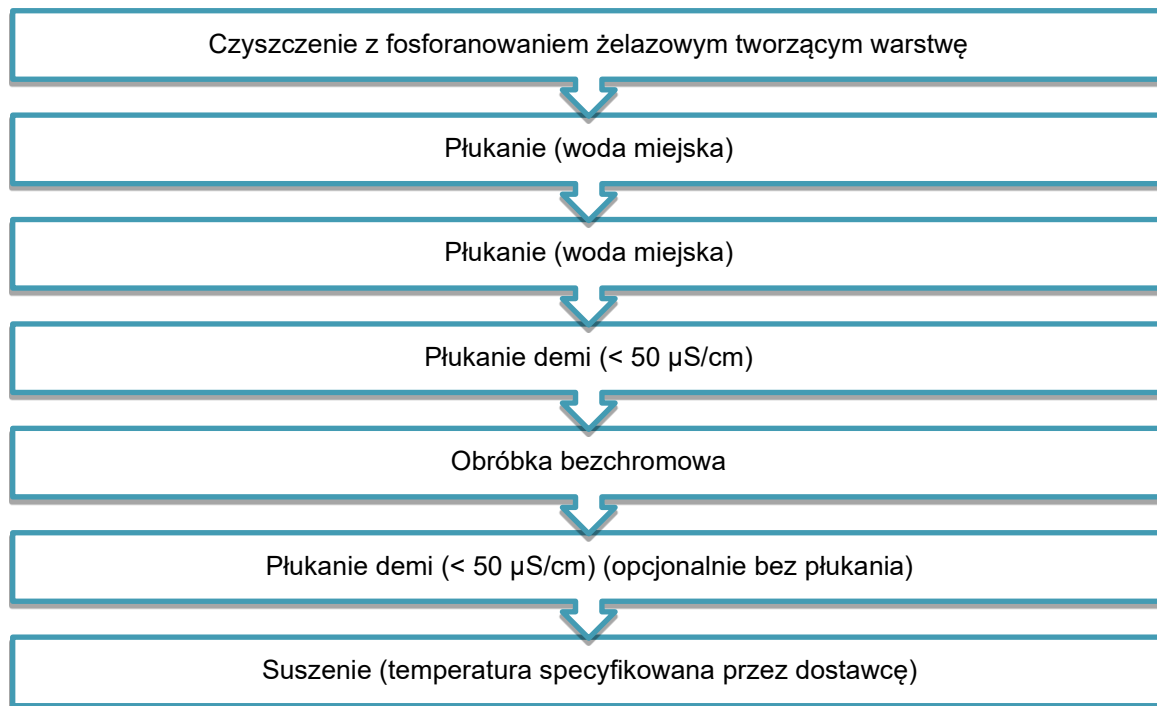 Czyszczenie z fosforanowaniem żelazowym tworzącym warstwę
Płukanie (woda miejska)
Płukanie (woda miejska)
Płukanie demi (< 50 µS/cm)
Obróbka bezchromowa
Płukanie demi (< 50 µS/cm) (opcjonalnie bez płukania)
Suszenie (temperatura specyfikowana przez dostawcę)